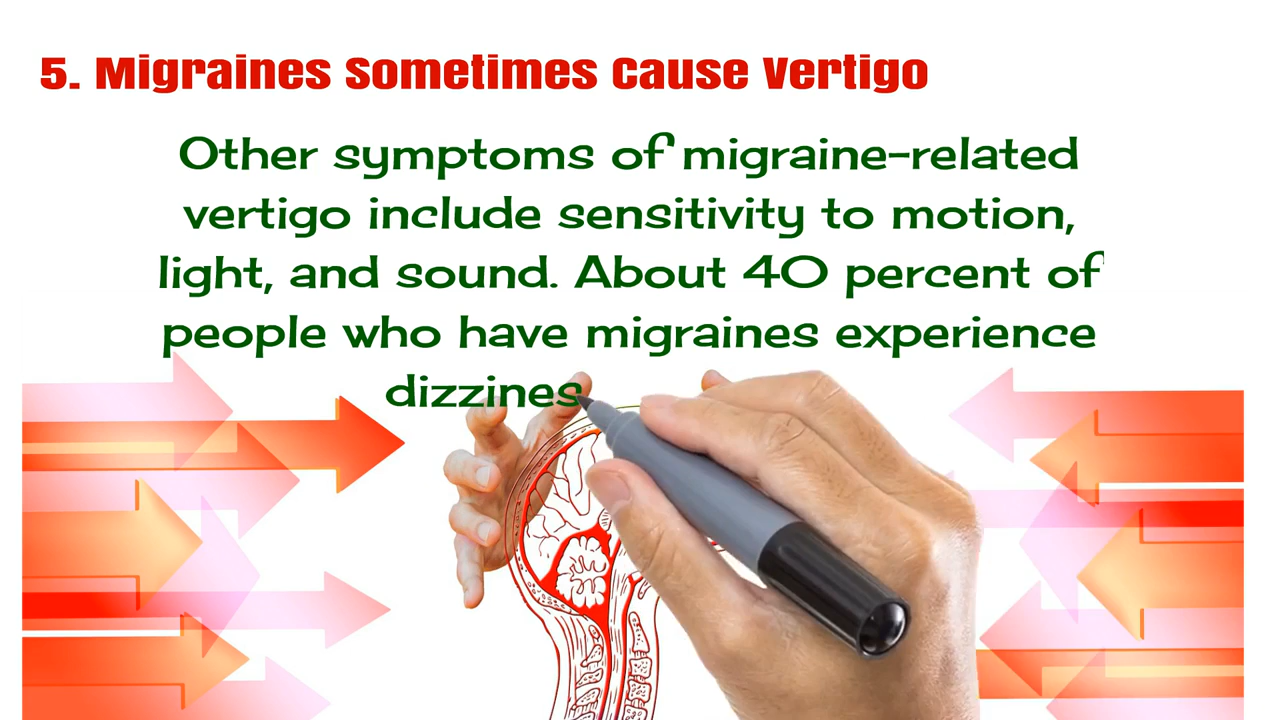 5. Migraines Sometimes Cause Vertigo
Other symptoms of migraine-related
vertigo include sensitivity to motion,
light, and sound. About 40 percent of
people who have migraines experience
dizzines